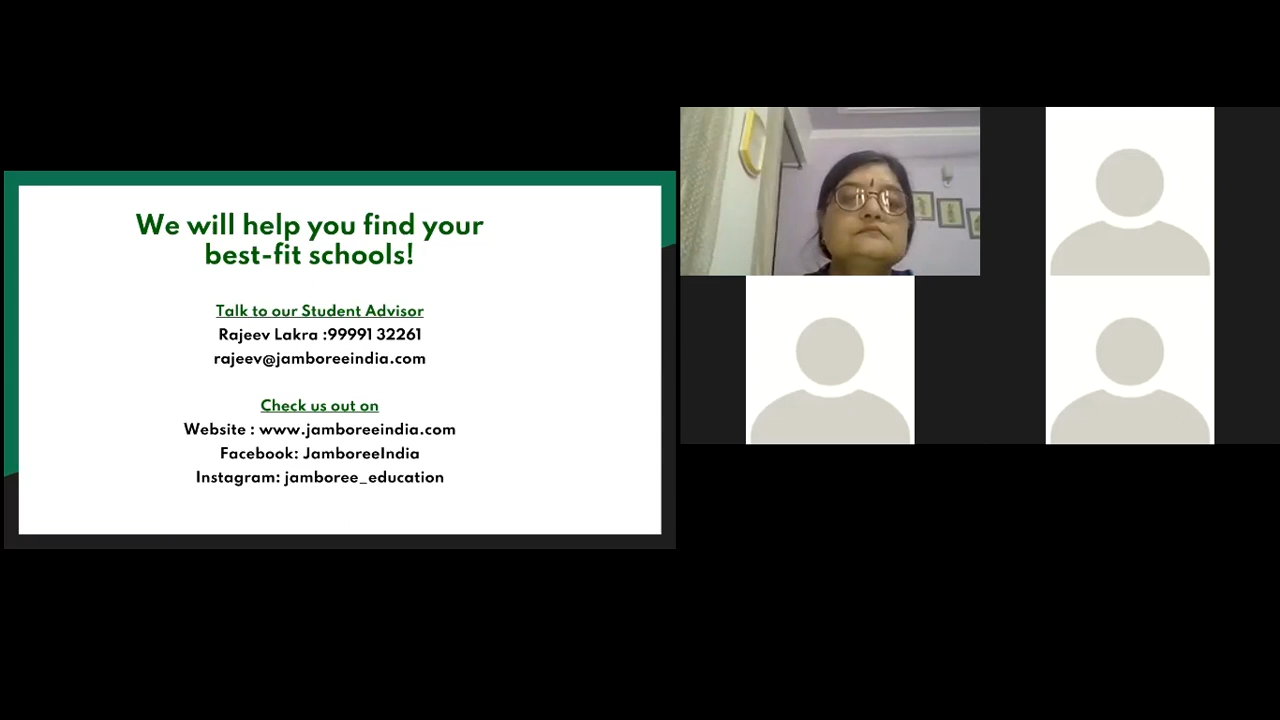 We will help you find your
best-fit schools!
Talk to our Student Advisor
Rajeev Lakra :99991 32261
rajeev@jamboreeindia.com
Check us out on
Website : www.jamboreeindia.com
Facebook: JamboreeIndia
Instagram: jamboree_education